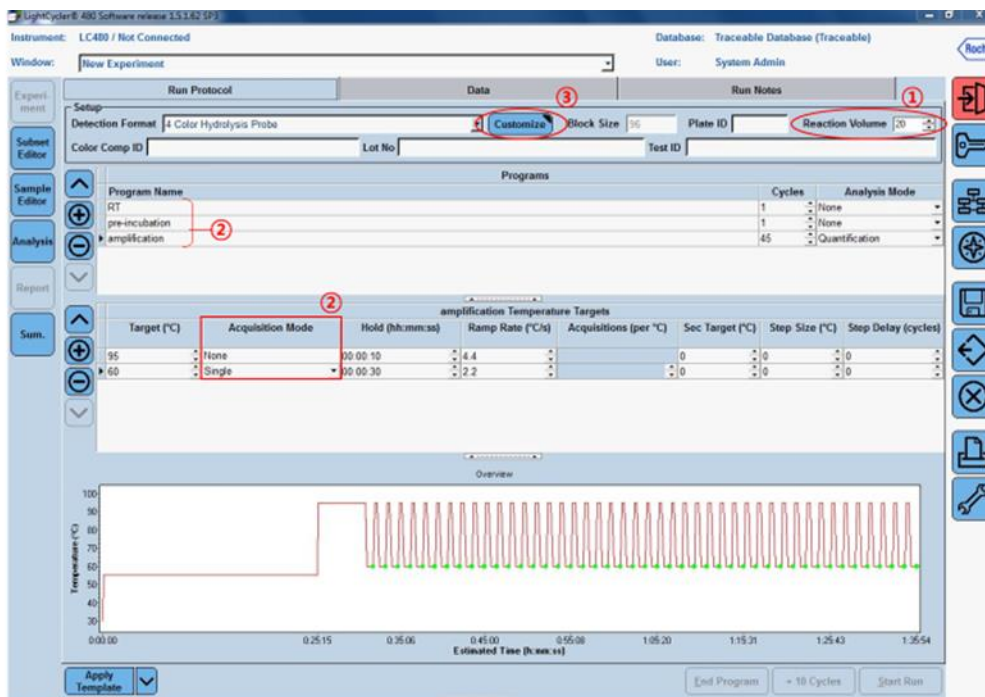 LightCycler® 480 Software release 1.5.1.62 SP3
Instrument: LC480 / Not Connected Database: Traceable Database (Traceable)
Window: New Experiment User: System Admin
Roch
Experi-
ment
Subset
Editor
Sample
Editor
Analysis
Report
Sum.
Run Protocol Data Run Notes
Setup ③ ①
Detection Format 4 Color Hydrolysis Probe Customize Block Size 96 Plate ID Reaction Volume 20
Color Comp ID Lot No Test ID
Programs
Program Name Cycles Analysis Mode
RT 1 None
pre-incubation ② 1 None
amplification 45 Quantification
②
amplification Temperature Targets
Target (°C) Acquisition Mode Hold (hh:mm:ss) Ramp Rate (°C/s) Acquisitions (per °C) Sec Target (°C) Step Size (°C) Step Delay (cycles)
95 None 00:00:10 4.4 0 0 0
60 Single 00:00:30 2.2 0 0 0
Overview
Temperature (°C)
100
90
80
70
60
50
40
30
0:00:00 0:25:15 0:35:06 0:45:00 0:55:08 1:05:20 1:15:31 1:25:43 1:35:54
Estimated Time (h:mm:ss)
Apply
Template
End Program + 10 Cycles Start Run